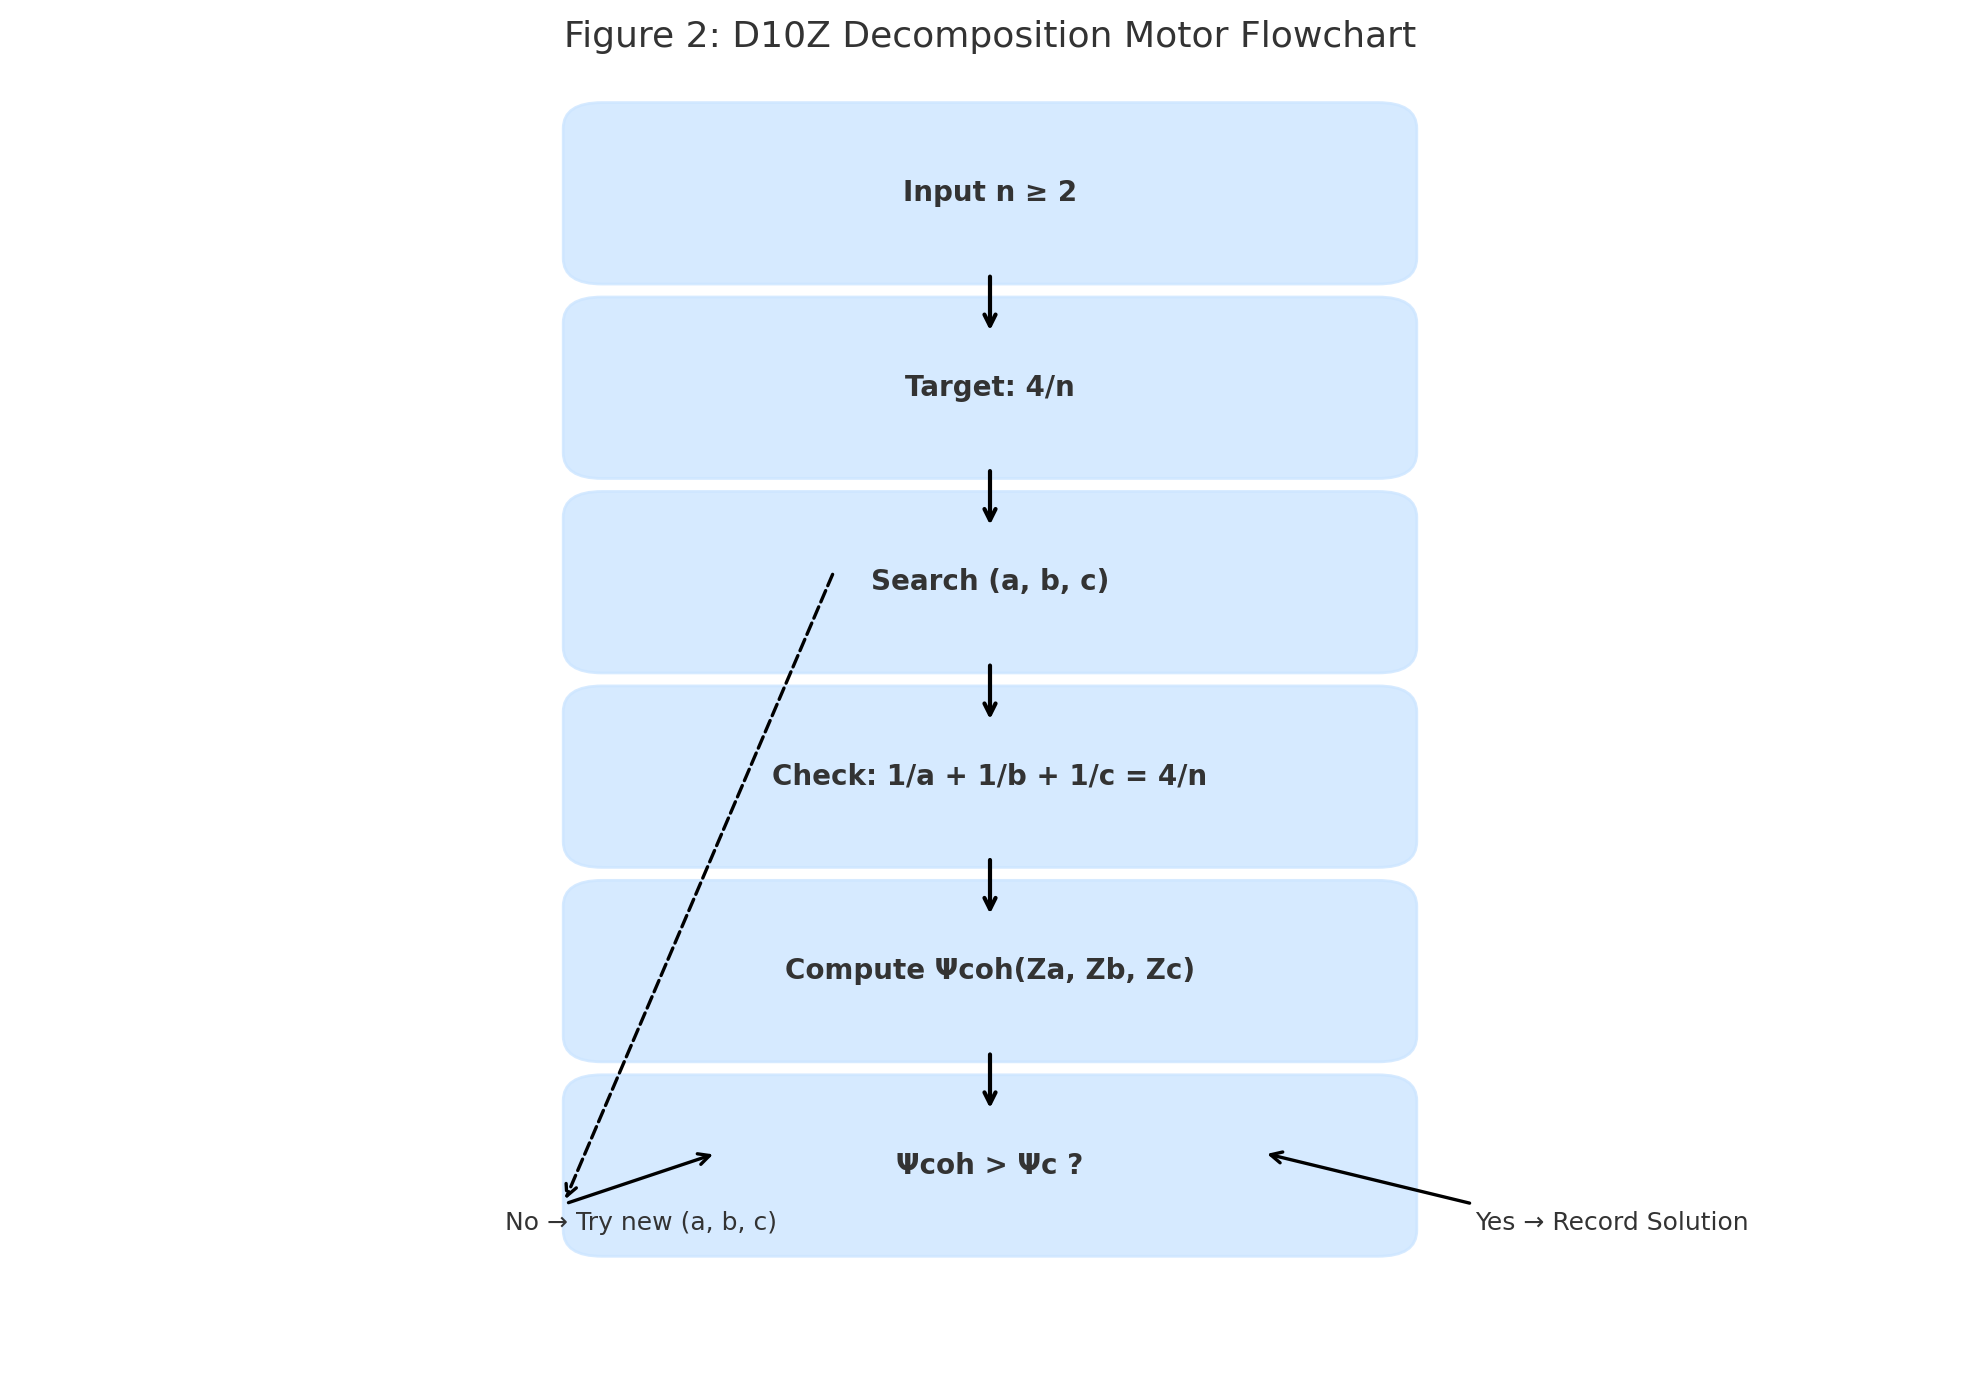 Figure 2: D10Z Decomposition Motor Flowchart
Input n ≥ 2
Target: 4/n
Search (a, b, c)
Check: 1/a + 1/b + 1/c = 4/n
Compute Ψcoh(Za, Zb, Zc)
Ψcoh > Ψc ?
No → Try new (a, b, c)
Yes → Record Solution